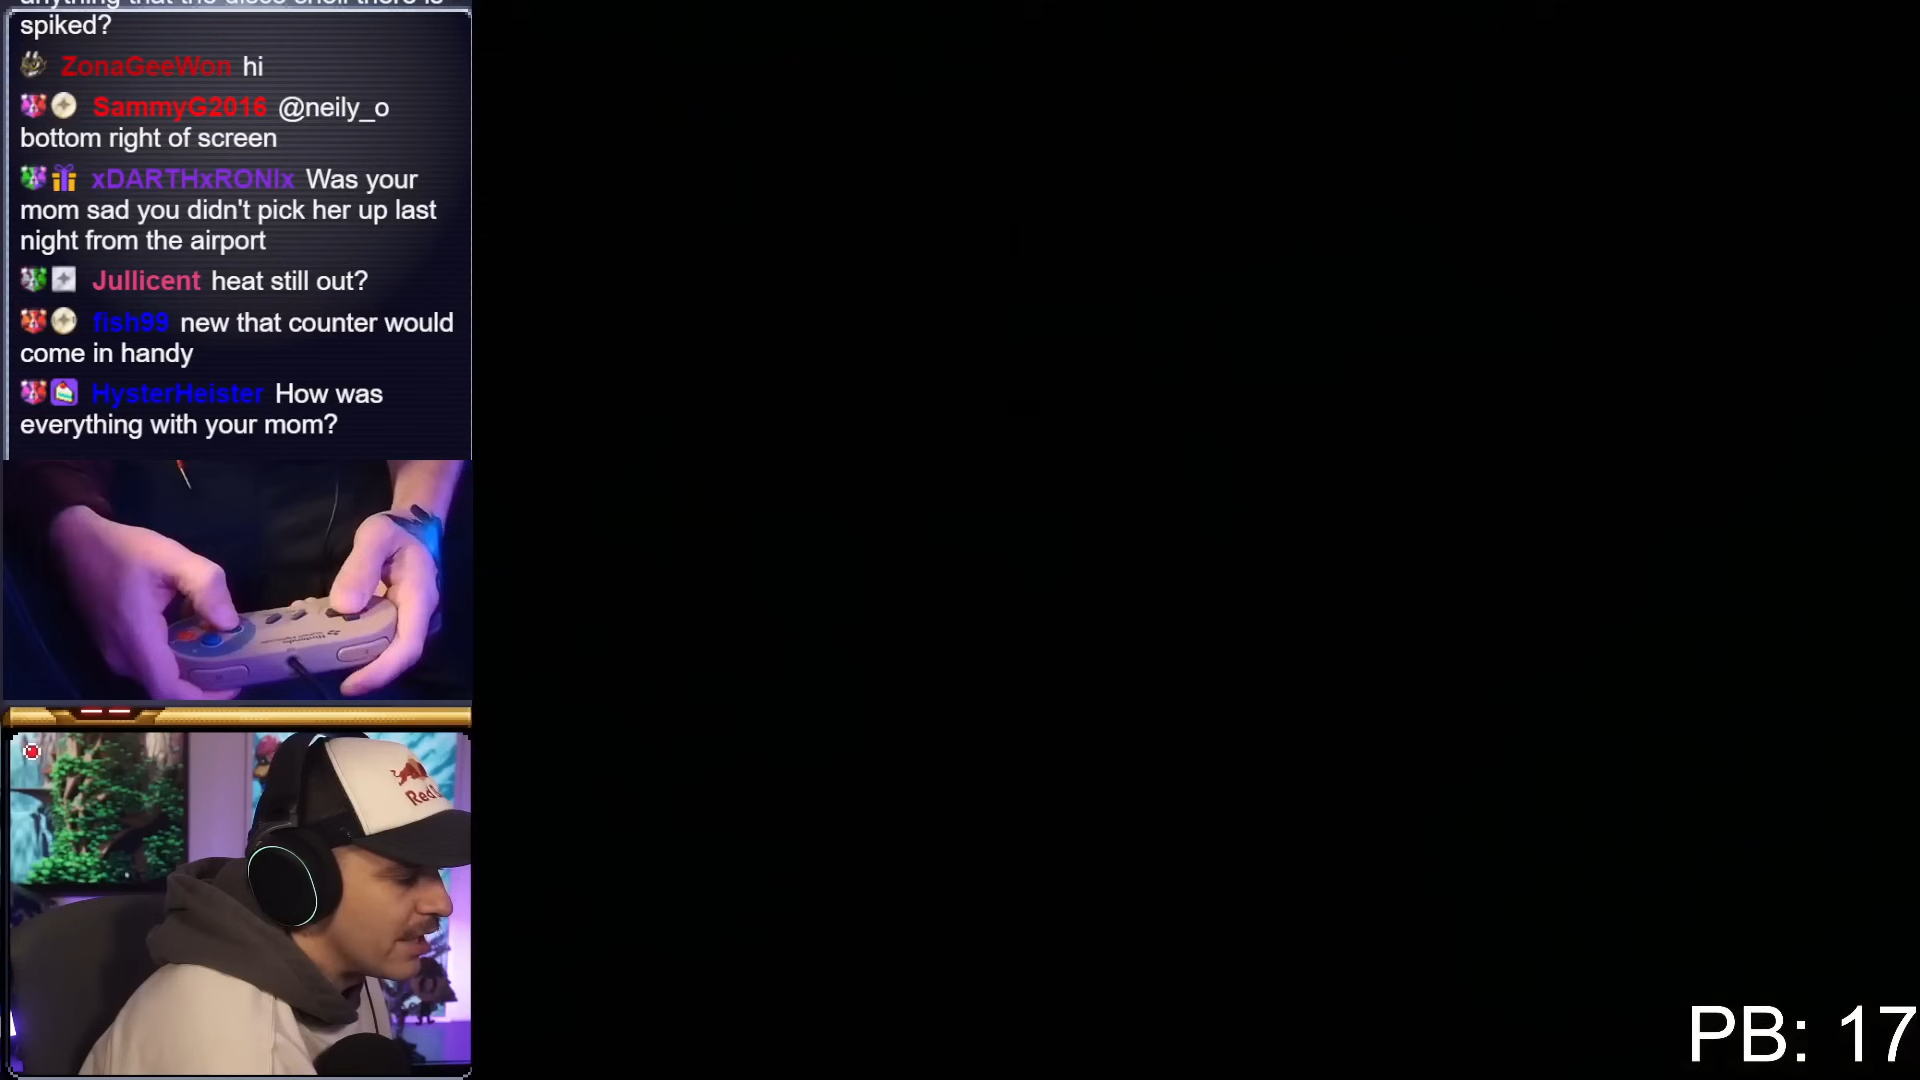 spiked?
ZonaGeeWon hi
SammyG2016 @neily_o
bottom right of screen
xDARTHxRONIx Was your
mom sad you didn't pick her up last
night from the airport
Jullicent heat still out?
fish99 new that counter would
come in handy
HysterHeister How was
everything with your mom?
Red
PB: 17